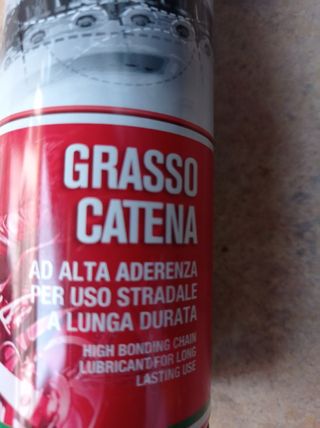 GRASSO
CATENA
AD ALTA ADERENZA
PER USO STRADALE
A LUNGA DURATA
HIGH BONDING CHAIN
LUBRICANT FOR LONG
LASTING USE